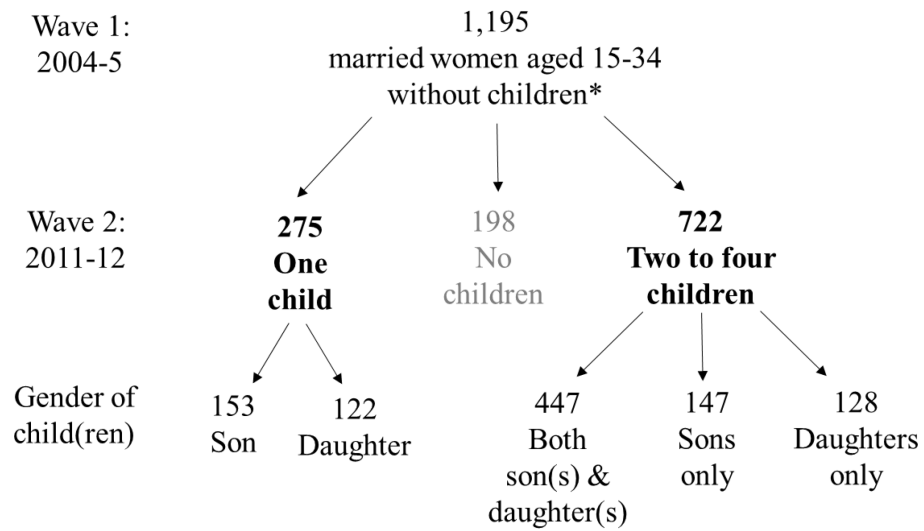 Wave 1:
2004-5
1,195
married women aged 15-34
without children*
Wave 2:
2011-12
275
One
child
198
No
children
722
Two to four
children
Gender of
child(ren)
153
Son
122
Daughter
447
Both
son(s) &
daughter(s)
147
Sons
only
128
Daughters
only